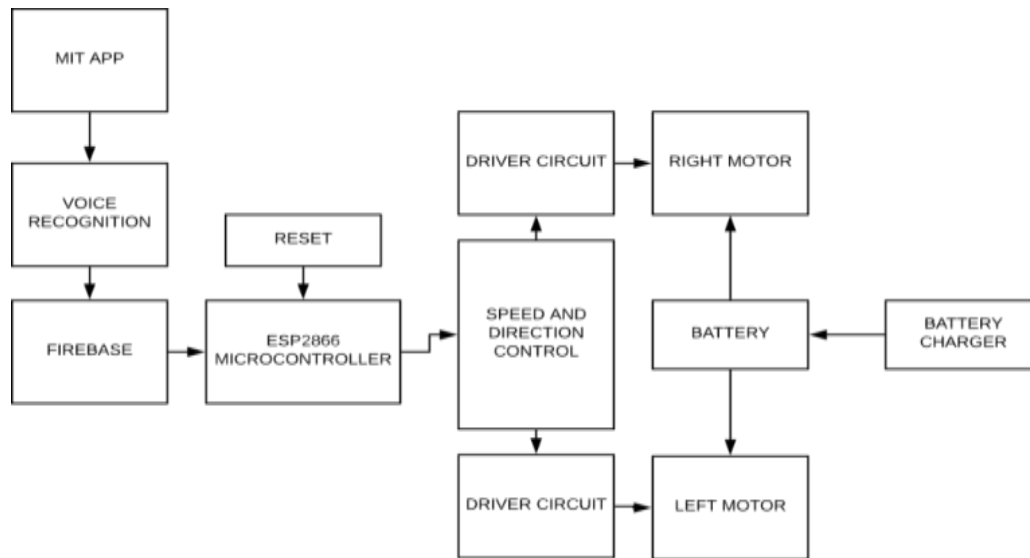 MIT APP
VOICE
RECOGNITION
FIREBASE
RESET
ESP2866
MICROCONTROLLER
DRIVER CIRCUIT
RIGHT MOTOR
SPEED AND
DIRECTION
CONTROL
BATTERY
BATTERY
CHARGER
DRIVER CIRCUIT
LEFT MOTOR